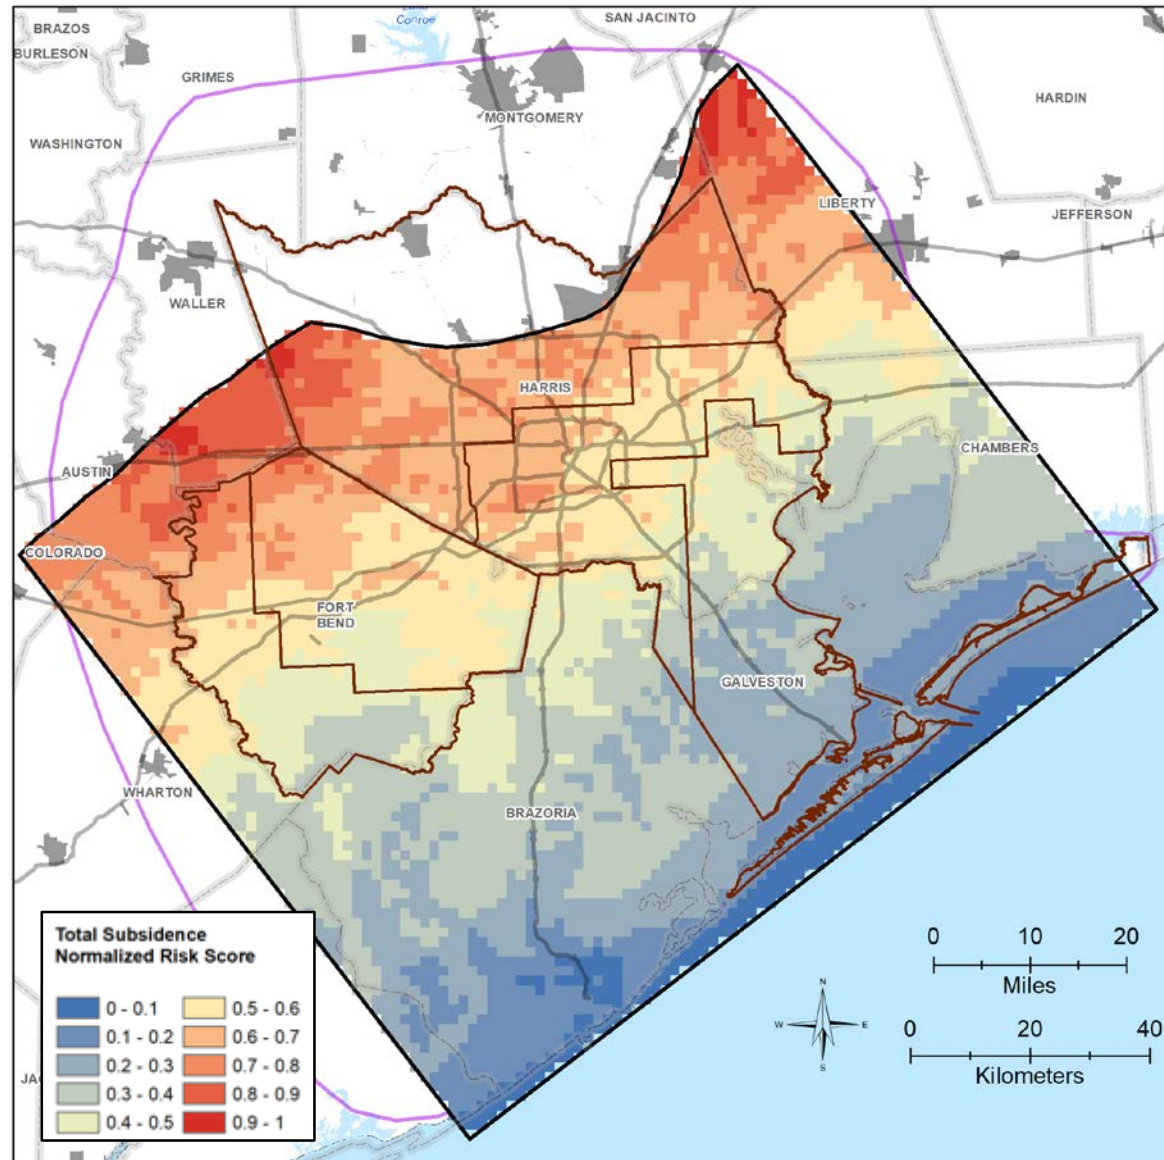 Lake
Conroe
SAN JACINTO
BRAZOS
BURLESON
GRIMES
HARDIN
MONTGOMERY
WASHINGTON
LIBERTY
JEFFERSON
WALLER
HARRIS
CHAMBERS
AUSTIN
COLORADO
FORT
BEND
GALVESTON
WHARTON
BRAZORIA
Total Subsidence
Normalized Risk Score
0 - 0.1
0.1 - 0.2
0.2 - 0.3
0.3 - 0.4
0.4 - 0.5
0.5 - 0.6
0.6 - 0.7
0.7 - 0.8
0.8 - 0.9
0.9 - 1
0 10 20
Miles
N
W E
S
0 20 40
Kilometers